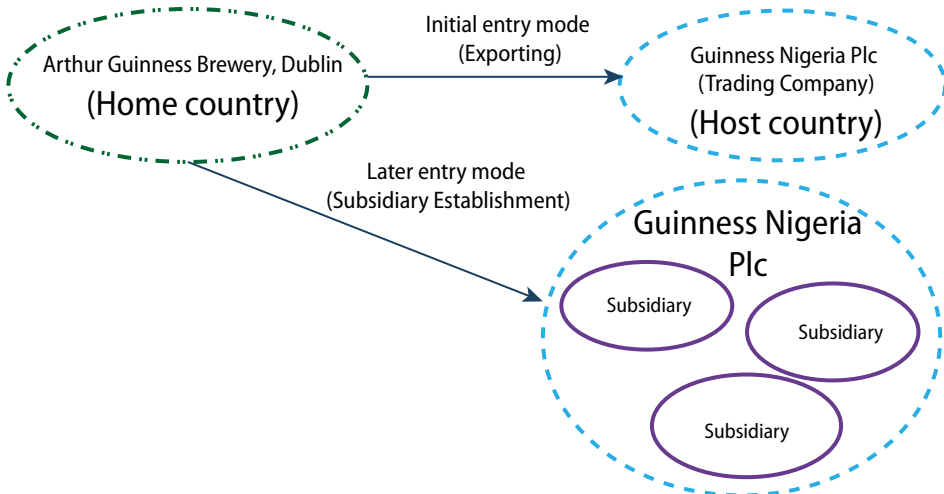 Arthur Guinness Brewery, Dublin
(Home country)
Initial entry mode
(Exporting)
Guinness Nigeria Plc
(Trading Company)
(Host country)
Later entry mode
(Subsidiary Establishment)
Guinness Nigeria
Plc
Subsidiary
Subsidiary
Subsidiary